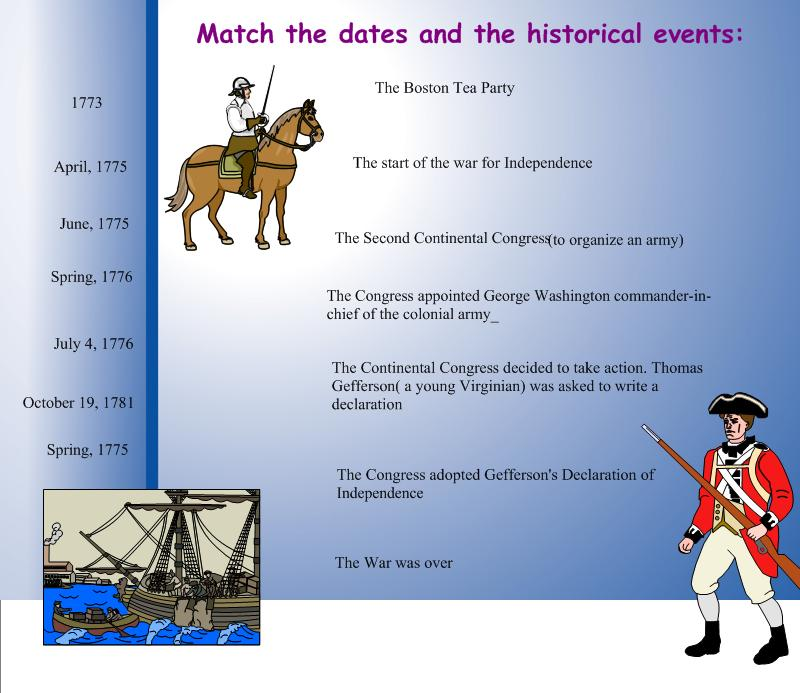 Match the dates and the historical events:
1773
April, 1775
June, 1775
Spring, 1776
July 4, 1776
October 19, 1781
Spring, 1775
The Boston Tea Party
The start of the war for Independence
The Second Continental Congress(to organize an army)
The Congress appointed George Washington commander-in-
chief of the colonial army_
The Continental Congress decided to take action. Thomas
Gefferson( a young Virginian) was asked to write a
declaration
The Congress adopted Gefferson's Declaration of
Independence
The War was over